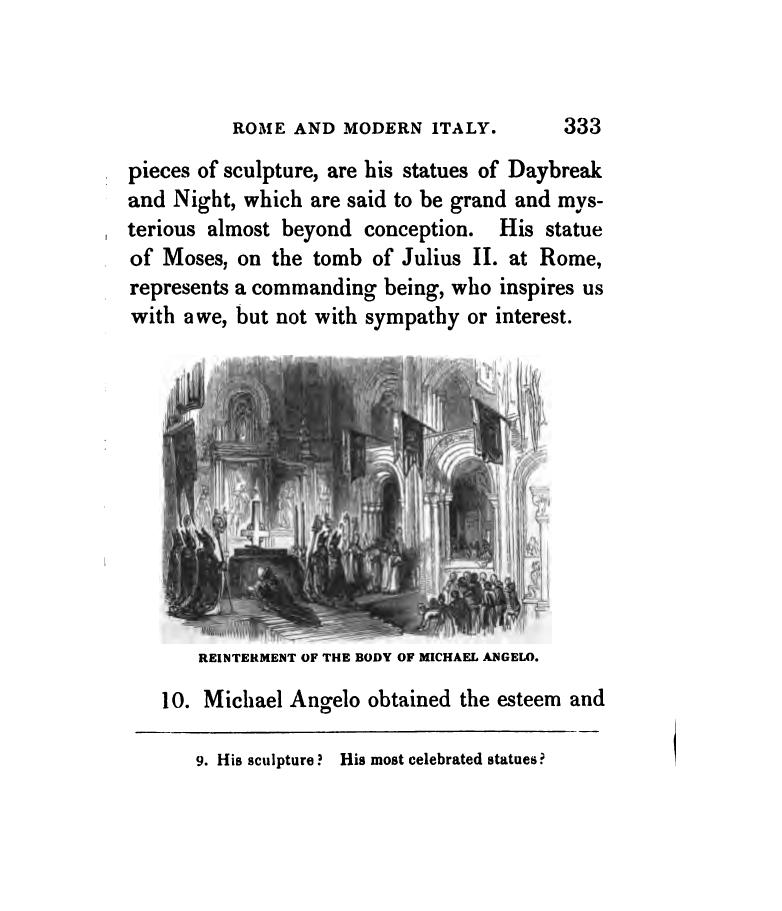 ROME AND MODERN ITALY. 333
pieces of sculpture, are his statues of Daybreak
and Night, which are said to be grand and mys-
terious almost beyond conception. His statue
of Moses, on the tomb of Julius II. at Rome,
represents a commanding being, who inspires us
with awe, but not with sympathy or interest.
REINTERMENT OF THE BODY OF MICHAEL ANGELO.
10. Michael Angelo obtained the esteem and
9. His sculpture? His most celebrated statues?